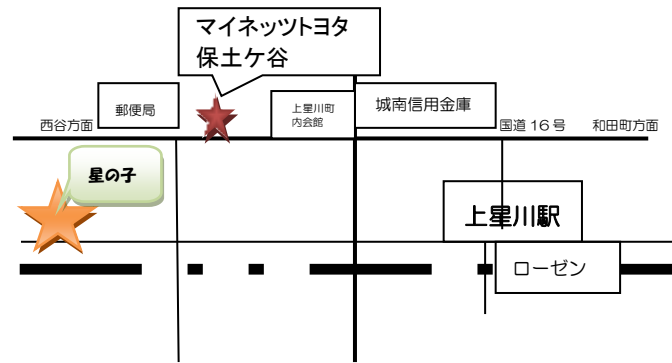 マイネッツトヨタ
保土ケ谷
郵便局
上星川町
内会館
城南信用金庫
西谷方面
国道 16 号
和田町方面
星の子
上星川駅
ローゼン